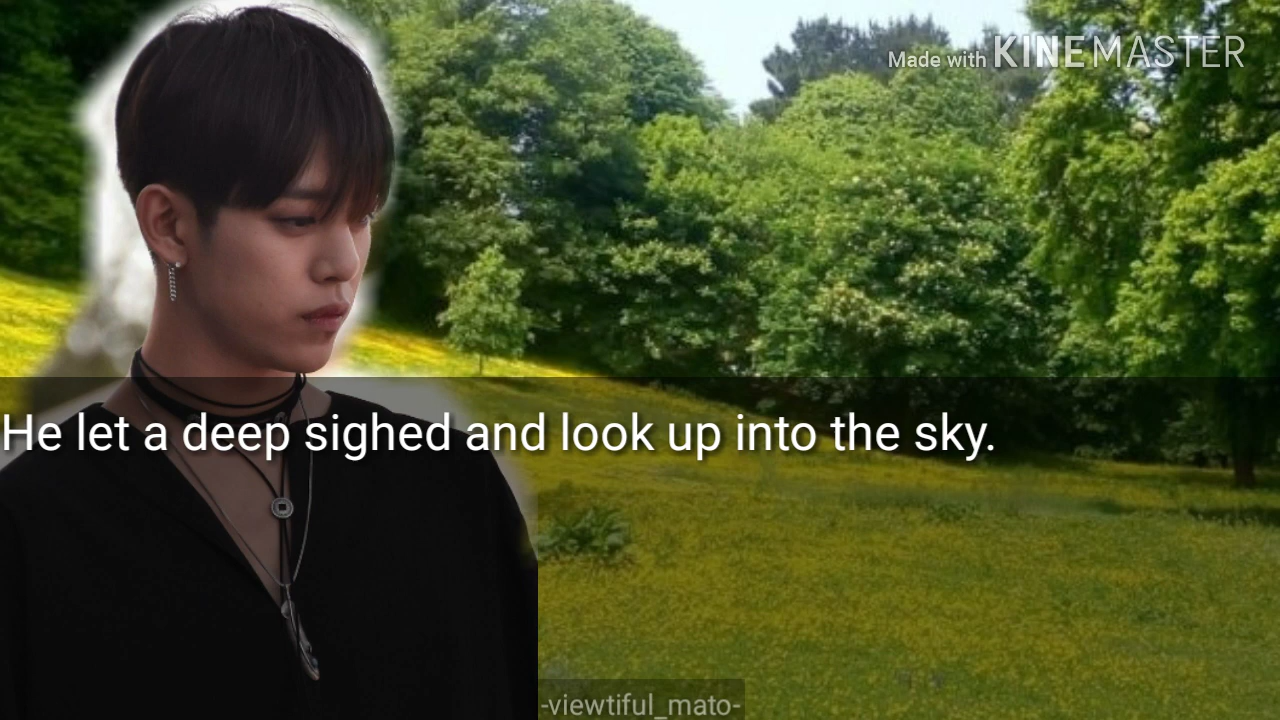 Made with KINEMASTER
He let a deep sighed and look up into the sky.
-viewtiful_mato-